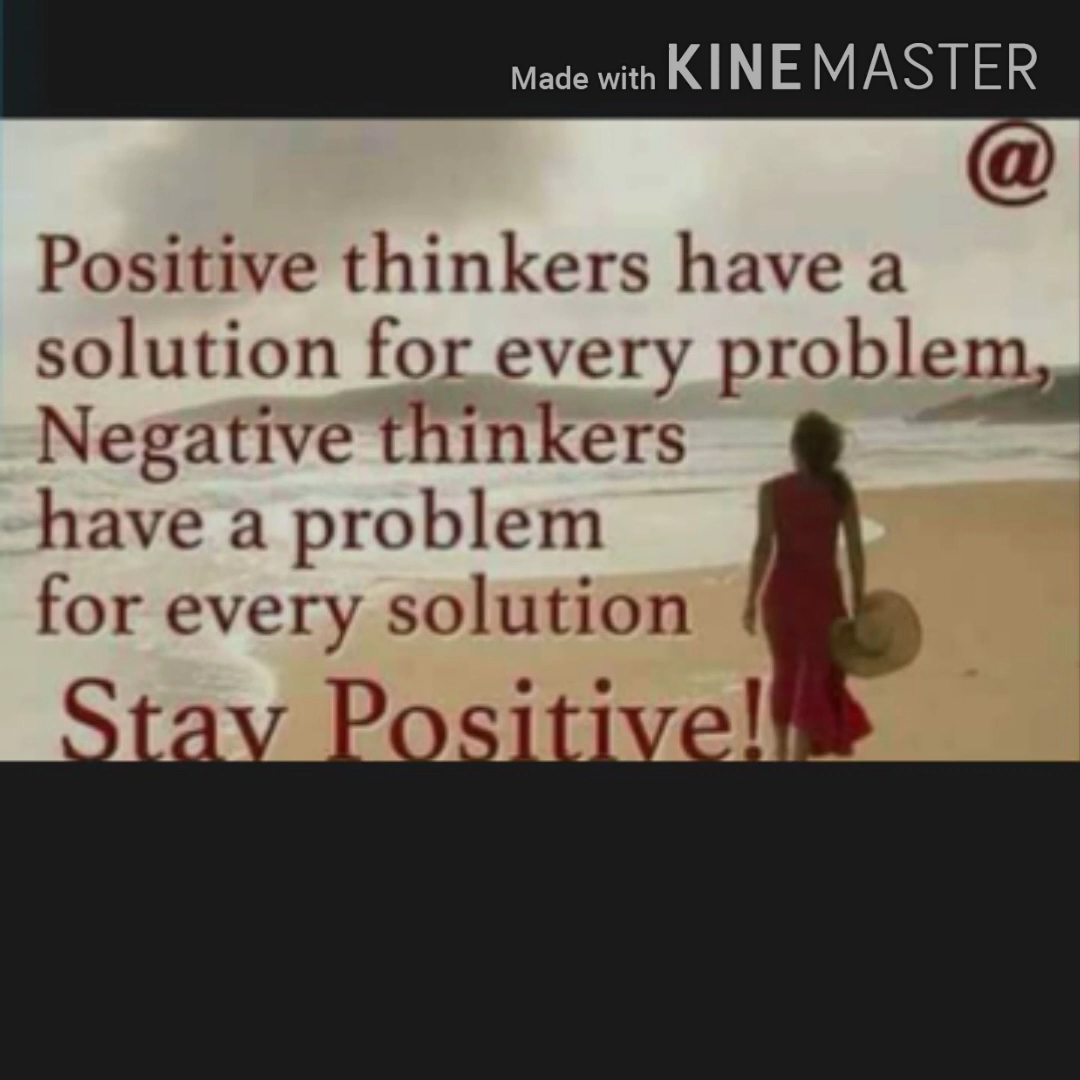 Made with KINEMASTER
@
Positive thinkers have a
solution for every problem,
Negative thinkers
have a problem
for every solution
Stay Positive!